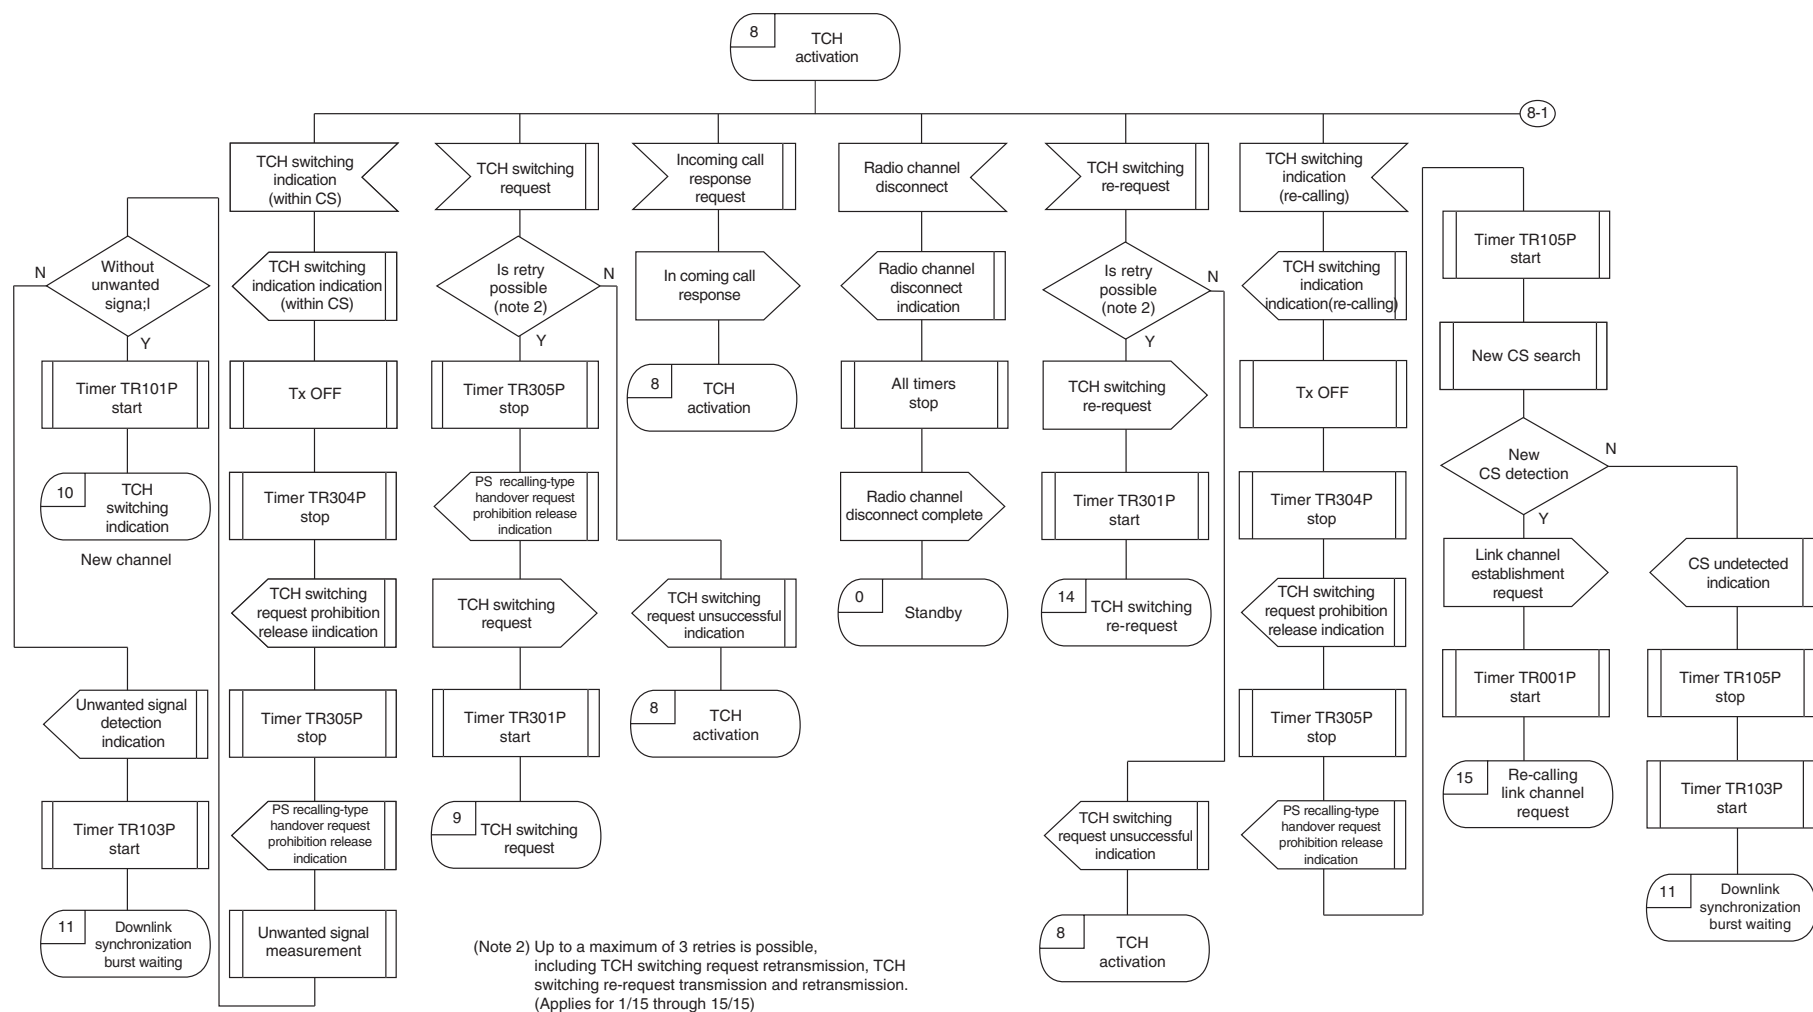 8
TCH
activation
8-1
TCH switching
indication
(within CS)
TCH switching
request
Incoming call
response
request
Radio channel
disconnect
TCH switching
re-request
TCH switching
indication
(re-calling)
Timer TR105P
start
N
Without
unwanted
signa;l
Y
TCH switching
indication indication
(within CS)
Is retry
possible
(note 2)
N
Y
In coming call
response
Radio channel
disconnect
indication
Is retry
possible
(note 2)
N
Y
TCH switching
indication
indication(re-calling)
New CS search
Timer TR101P
start
Tx OFF
Timer TR305P
stop
8
TCH
activation
All timers
stop
TCH switching
re-request
Tx OFF
New
CS detection
N
Y
10
TCH
switching
indication
New channel
Timer TR304P
stop
PS recalling-type
handover request
prohibition release
indication
Radio channel
disconnect complete
Timer TR301P
start
Timer TR304P
stop
Link channel
establishment
request
CS undetected
indication
TCH switching
request prohibition
release iindication
TCH switching
request
TCH switching
request unsuccessful
indication
0
Standby
14
TCH switching
re-request
TCH switching
request prohibition
release indication
Timer TR001P
start
Timer TR105P
stop
Unwanted signal
detection
indication
Timer TR305P
stop
Timer TR301P
start
8
TCH
activation
Timer TR305P
stop
15
Re-calling
link channel
request
Timer TR103P
start
Timer TR103P
start
PS recalling-type
handover request
prohibition release
indication
9
TCH switching
request
TCH switching
request unsuccessful
indication
PS recalling-type
handover request
prohibition release
indication
11
Downlink
synchronization
burst waiting
11
Downlink
synchronization
burst waiting
Unwanted signal
measurement
8
TCH
activation
(Note 2) Up to a maximum of 3 retries is possible,
including TCH switching request retransmission, TCH
switching re-request transmission and retransmission.
(Applies for 1/15 through 15/15)